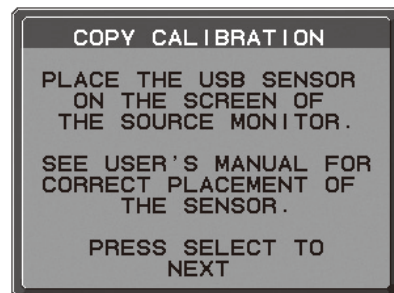 COPY CALIBRATION
PLACE THE USB SENSOR
ON THE SCREEN OF
THE SOURCE MONITOR.
SEE USER'S MANUAL FOR
CORRECT PLACEMENT OF
THE SENSOR.
PRESS SELECT TO
NEXT